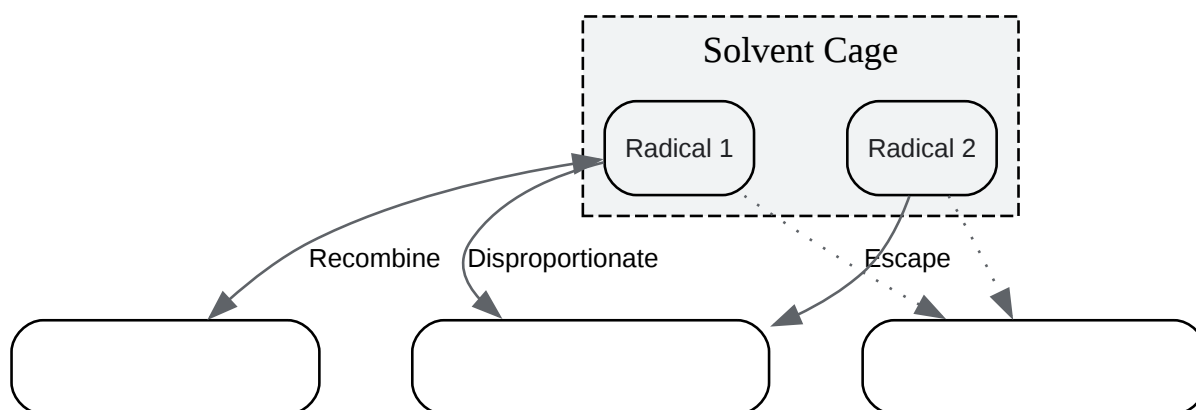 Solvent Cage
Radical 1
Radical 2
Recombine
Disproportionate
Escape